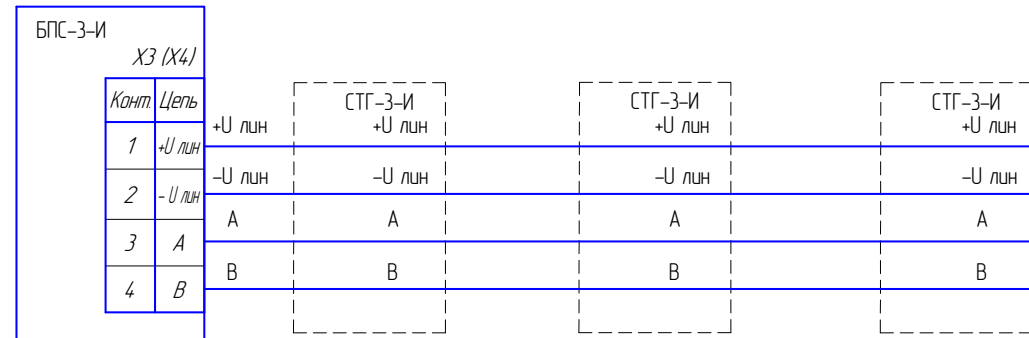 БПС-3-И
X3 (X4)
Конт. Цепь
1 +U лин
2 - U лин
3 A
4 B
+U лин
-U лин
A
B
СТГ-3-И
+U лин
-U лин
A
B
СТГ-3-И
+U лин
-U лин
A
B
СТГ-3-И
+U лин
-U лин
A
B